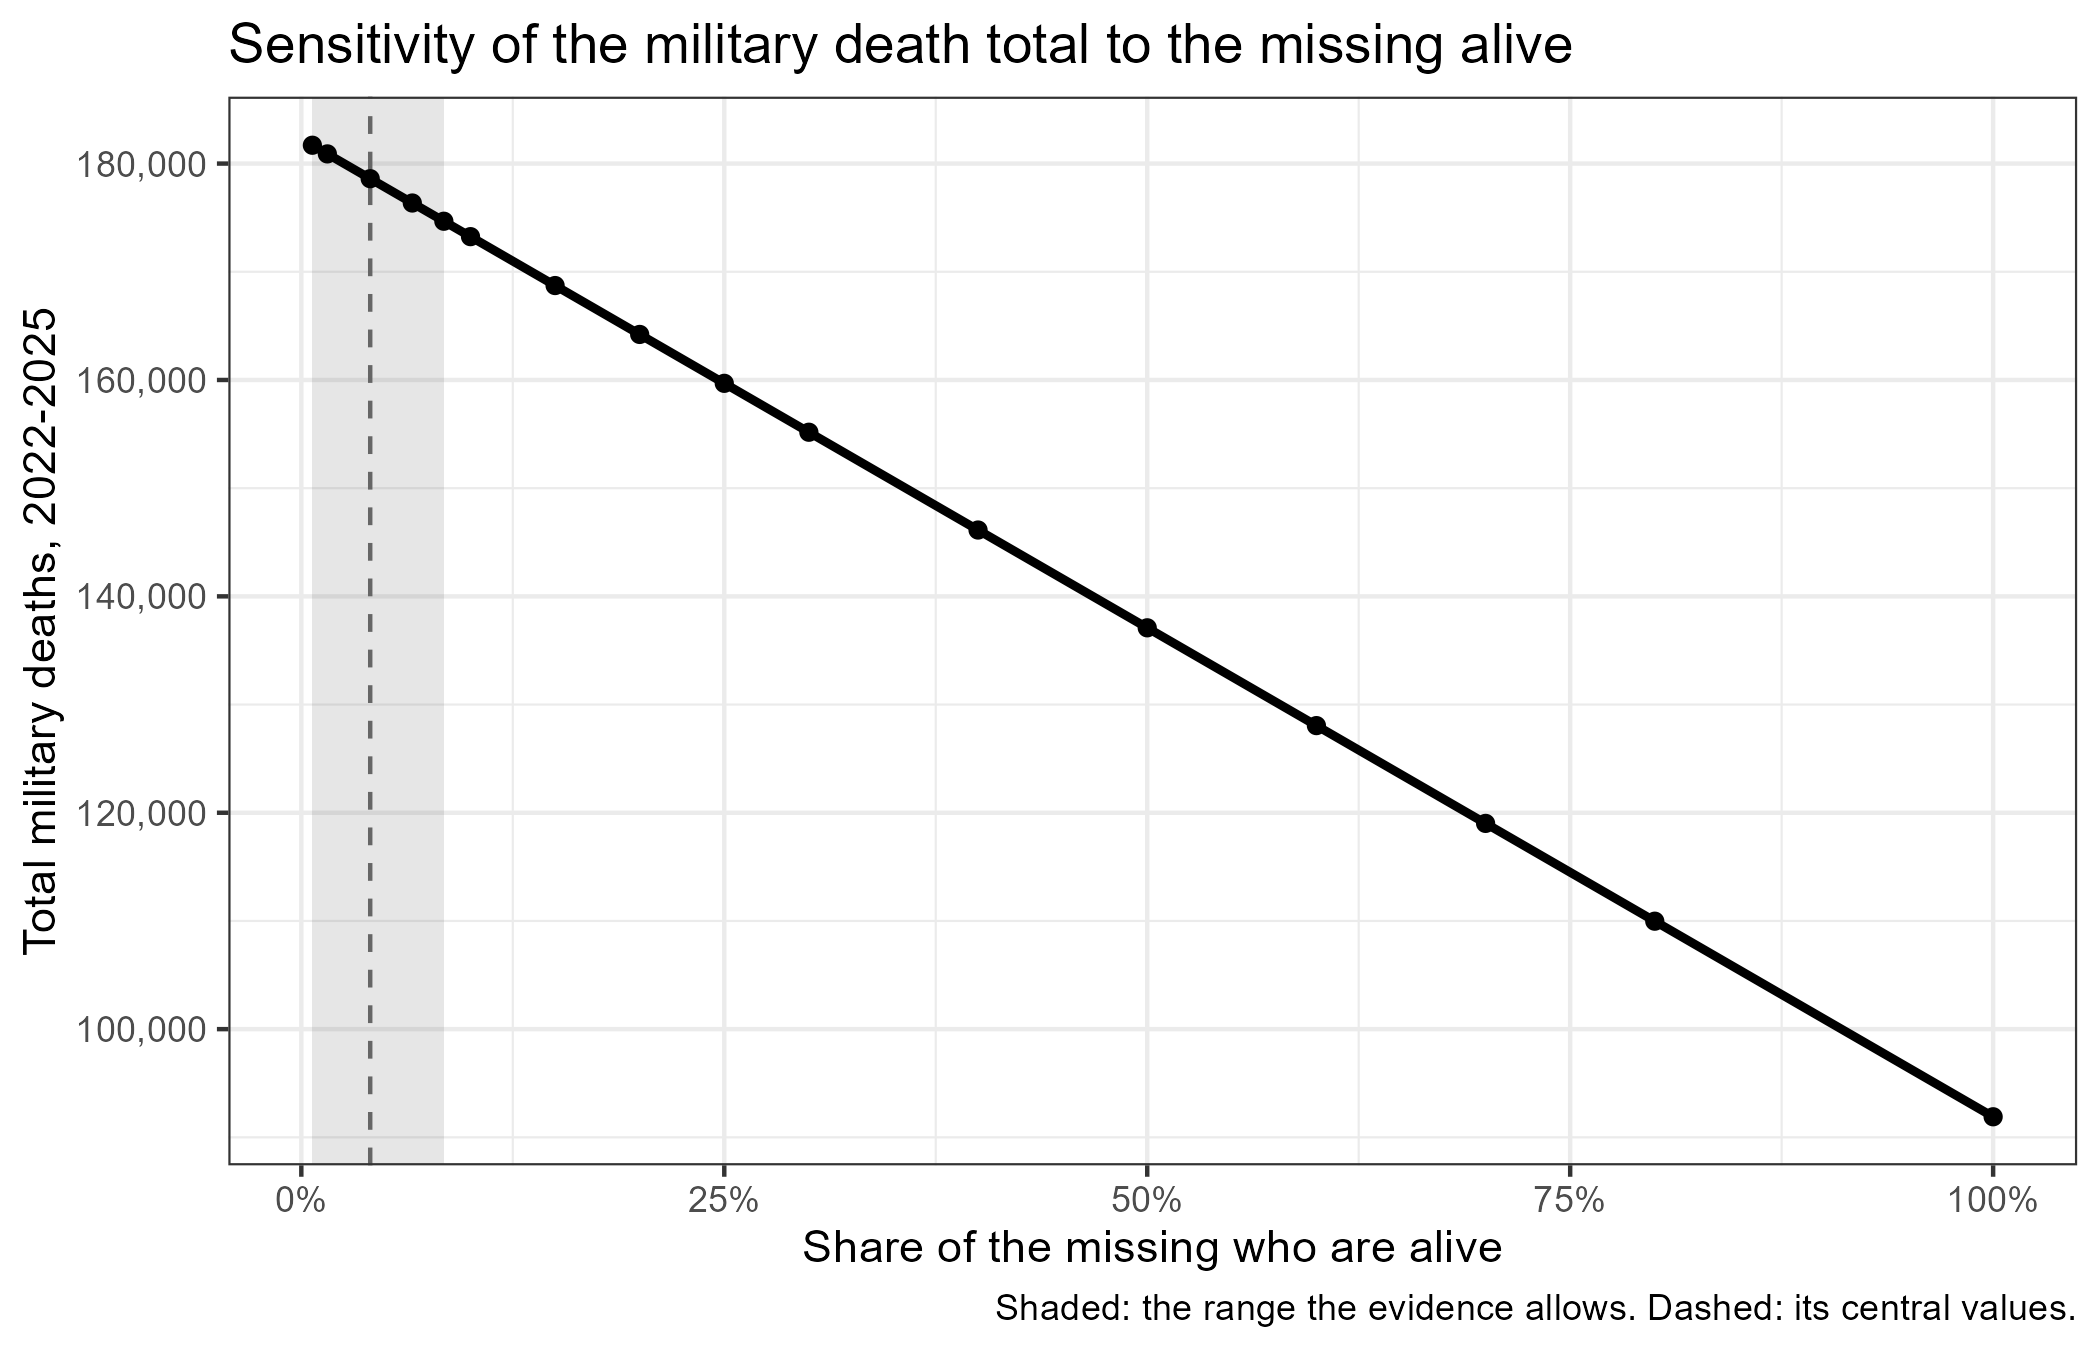 Sensitivity of the military death total to the missing alive
Total military deaths, 2022-2025
180,000
160,000
140,000
120,000
100,000
0%
25%
50%
75%
100%
Share of the missing who are alive
Shaded: the range the evidence allows. Dashed: its central values.